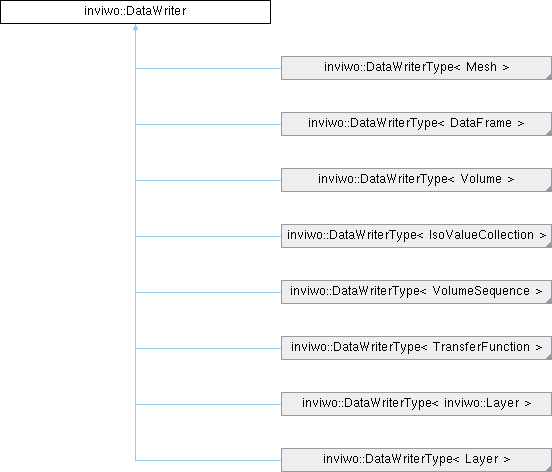 inviwo::DataWriter
inviwo::DataWriterType< Mesh >
inviwo::DataWriterType< DataFrame >
inviwo::DataWriterType< Volume >
inviwo::DataWriterType< IsoValueCollection >
inviwo::DataWriterType< VolumeSequence >
inviwo::DataWriterType< TransferFunction >
inviwo::DataWriterType< inviwo::Layer >
inviwo::DataWriterType< Layer >